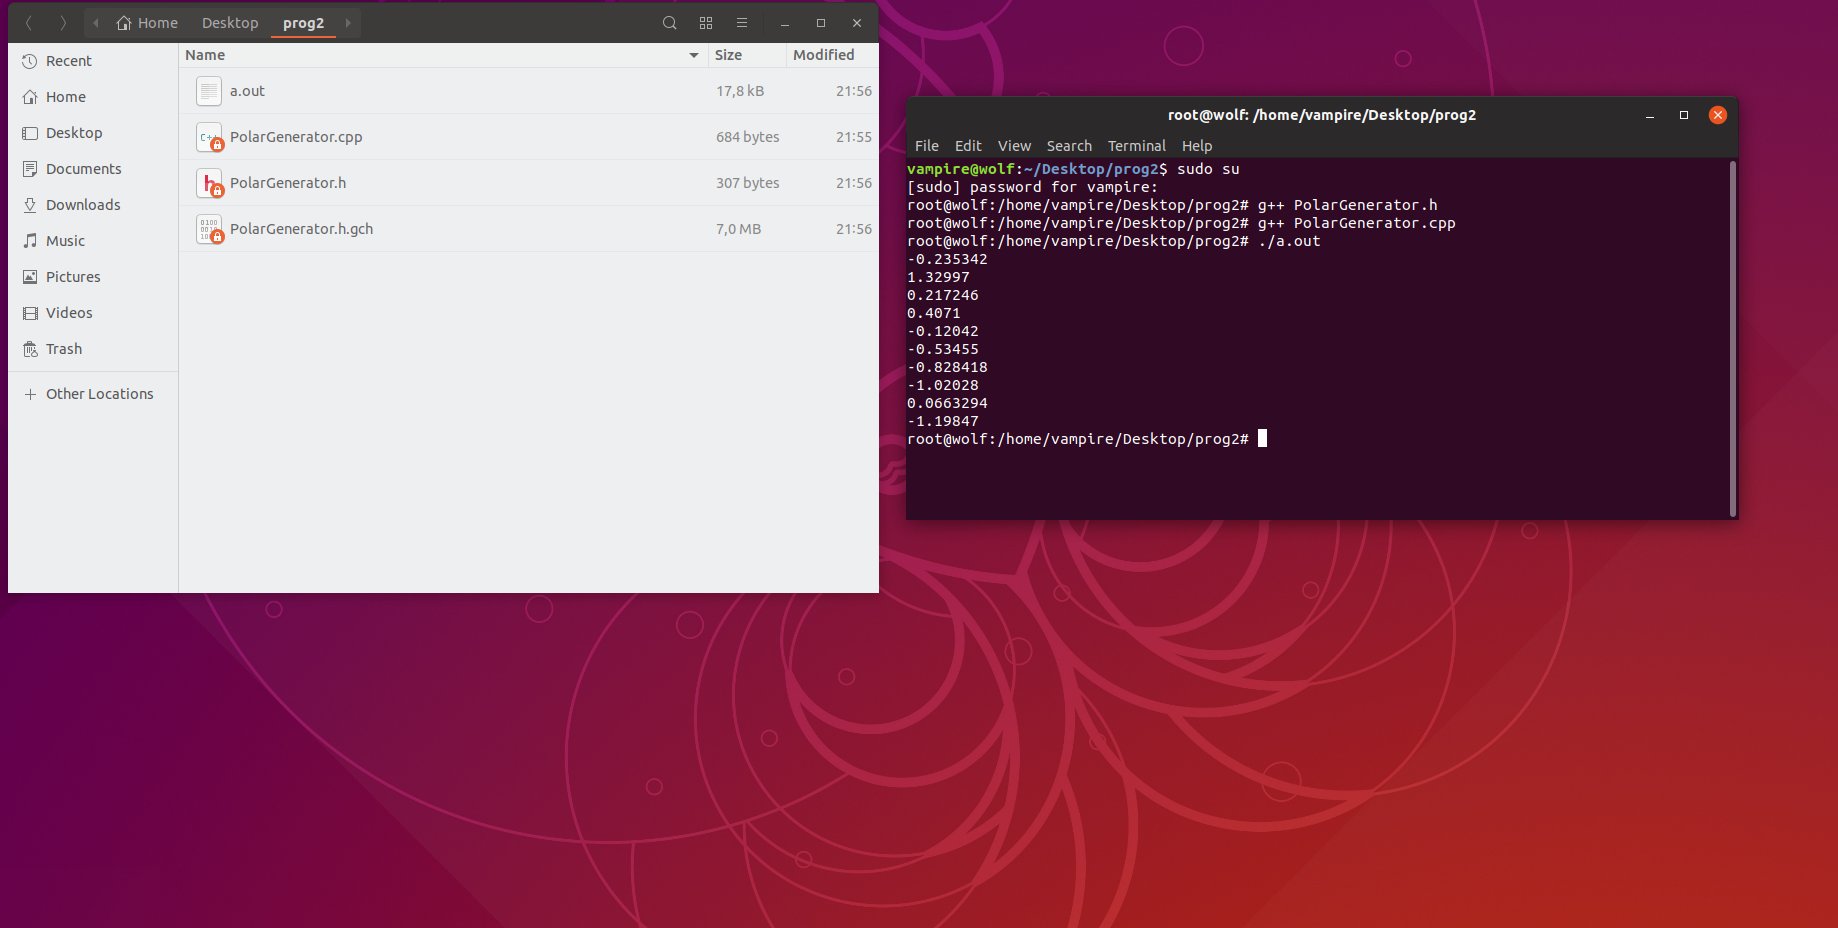 Home Desktop prog2
Recent
Home
Desktop
Documents
Downloads
Music
Pictures
Videos
Trash
Other Locations
Name Size Modified
a.out 17,8 kB 21:56
PolarGenerator.cpp 684 bytes 21:55
PolarGenerator.h 307 bytes 21:56
PolarGenerator.h.gch 7,0 MB 21:56
root@wolf: /home/vampire/Desktop/prog2
File Edit View Search Terminal Help
vampire@wolf:~/Desktop/prog2$ sudo su
[sudo] password for vampire:
root@wolf:/home/vampire/Desktop/prog2# g++ PolarGenerator.h
root@wolf:/home/vampire/Desktop/prog2# g++ PolarGenerator.cpp
root@wolf:/home/vampire/Desktop/prog2# ./a.out
-0.235342
1.32997
0.217246
0.4071
-0.12042
-0.53455
-0.828418
-1.02028
0.0663294
-1.19847
root@wolf:/home/vampire/Desktop/prog2#